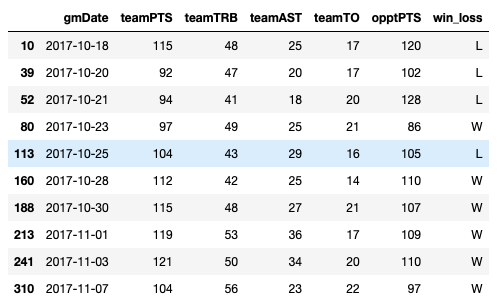 gmDate teamPTS teamTRB teamAST teamTO opptPTS win_loss
10 2017-10-18 115 48 25 17 120 L
39 2017-10-20 92 47 20 17 102 L
52 2017-10-21 94 41 18 20 128 L
80 2017-10-23 97 49 25 21 86 W
113 2017-10-25 104 43 29 16 105 L
160 2017-10-28 112 42 25 14 110 W
188 2017-10-30 115 48 27 21 107 W
213 2017-11-01 119 53 36 17 109 W
241 2017-11-03 121 50 34 20 110 W
310 2017-11-07 104 56 23 22 97 W